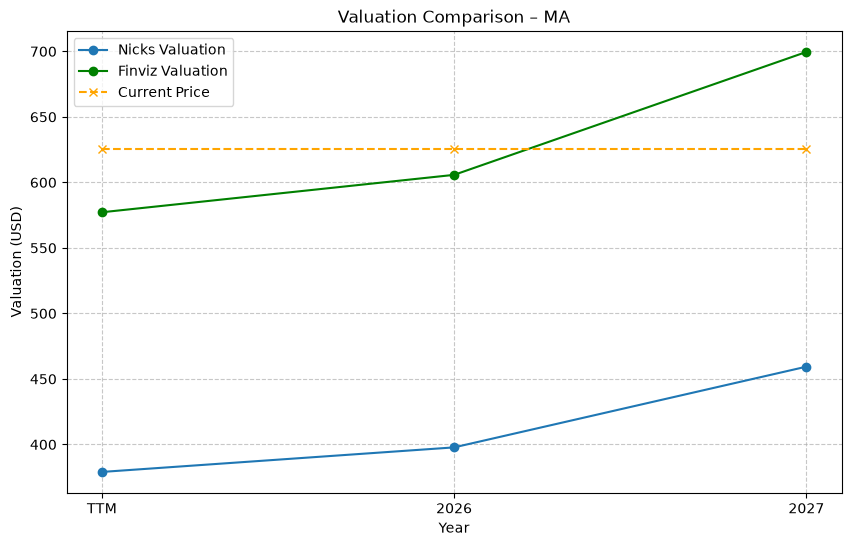 Valuation Comparison – MA
Nicks Valuation
Finviz Valuation
Current Price
700
650
600
550
500
450
400
Valuation (USD)
TTM
2026
2027
Year